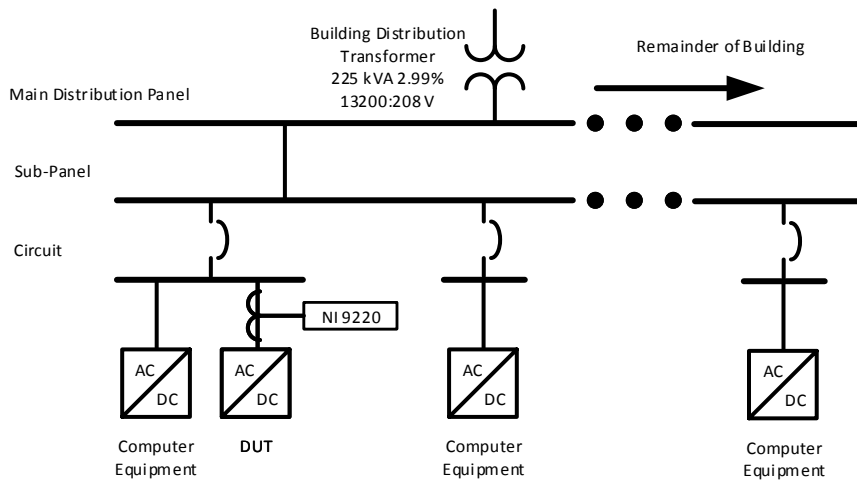 Building Distribution
Transformer
225 kVA 2.99%
13200:208 V
Remainder of Building
Main Distribution Panel
Sub-Panel
Circuit
NI 9220
AC
DC
AC
DC
AC
DC
AC
DC
Computer
Equipment
DUT
Computer
Equipment
Computer
Equipment